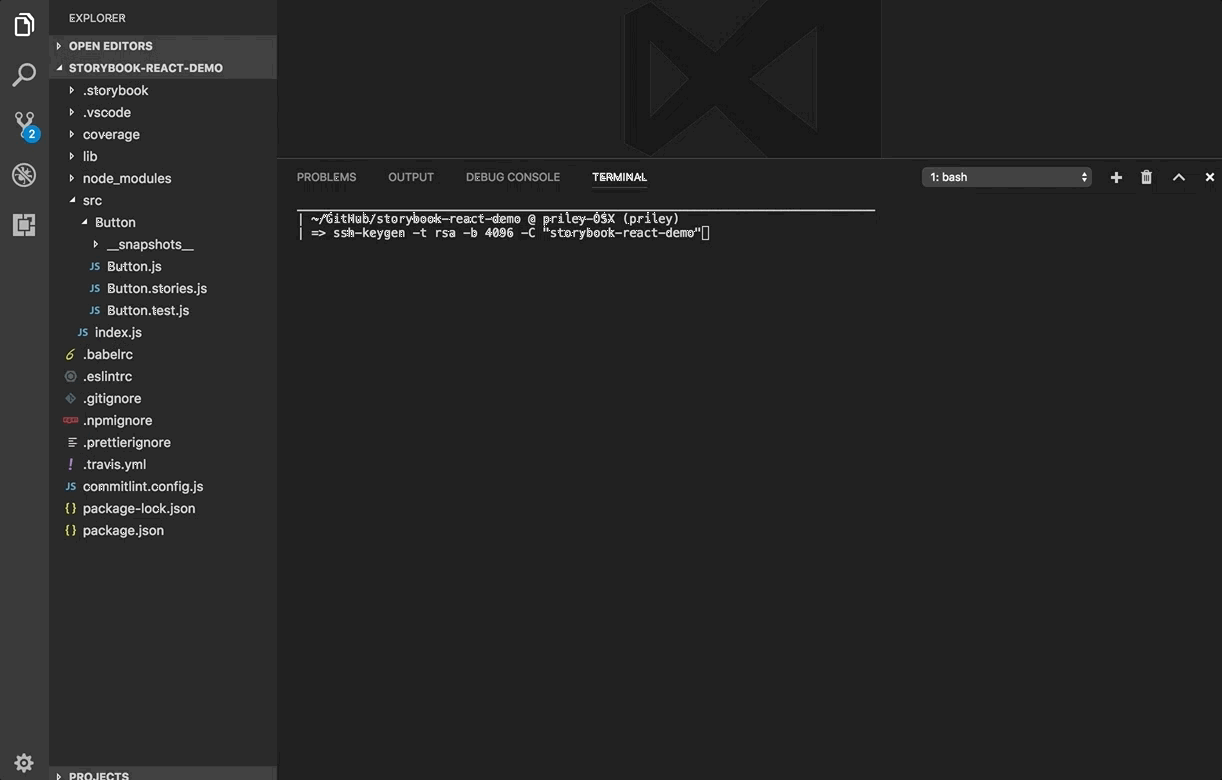 EXPLORER
OPEN EDITORS
STORYBOOK-REACT-DEMO
.storybook
.vscode
coverage
lib
node_modules
src
Button
__snapshots__
JS Button.js
JS Button.stories.js
JS Button.test.js
JS index.js
.babelrc
.eslintrc
.gitignore
npm .npmignore
.prettierignore
! .travis.yml
JS commitlint.config.js
{} package-lock.json
{} package.json
PROJECTS
2
PROBLEMS OUTPUT DEBUG CONSOLE TERMINAL 1: bash
| ~/GitHub/storybook-react-demo @ priley-OSX (priley)
| => ssh-keygen -t rsa -b 4096 -C "storybook-react-demo"